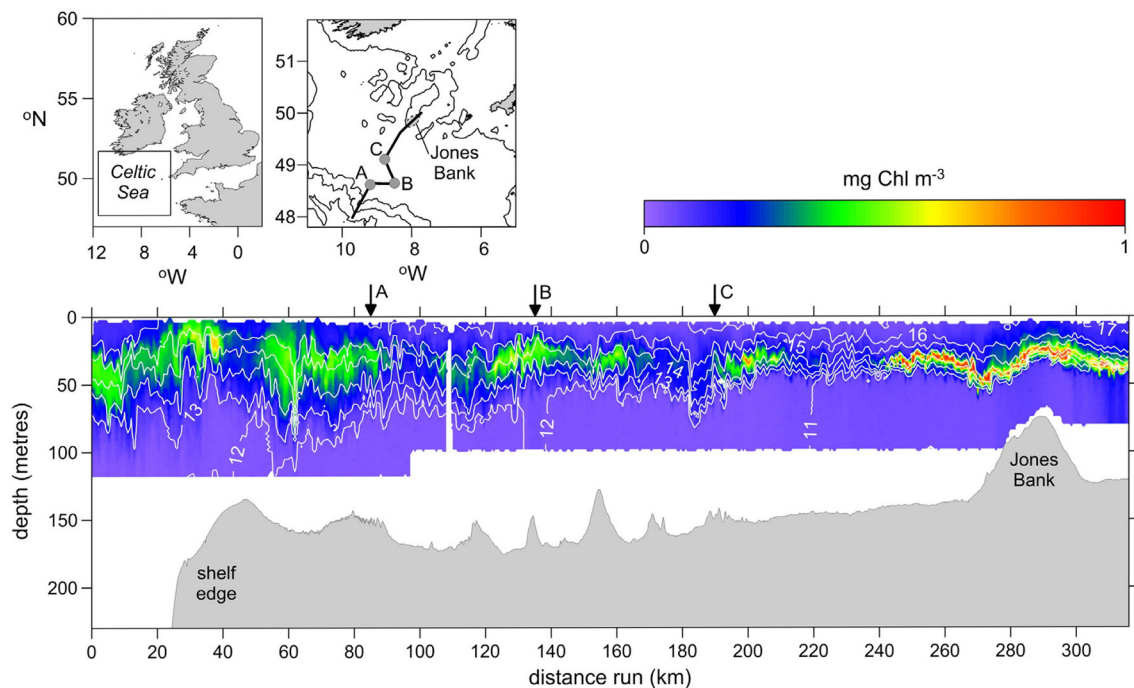 60
55
50
oN
Celtic
Sea
12 8 4 0
oW
51
50
49
48
C
A
B
Jones
Bank
10 8 6
oW
mg Chl m-3
0 1
A B C
0
50
100
150
200
depth (metres)
13
12
12
14
13
15
16
17
11
shelf
edge
Jones
Bank
0 20 40 60 80 100 120 140 160 180 200 220 240 260 280 300
distance run (km)